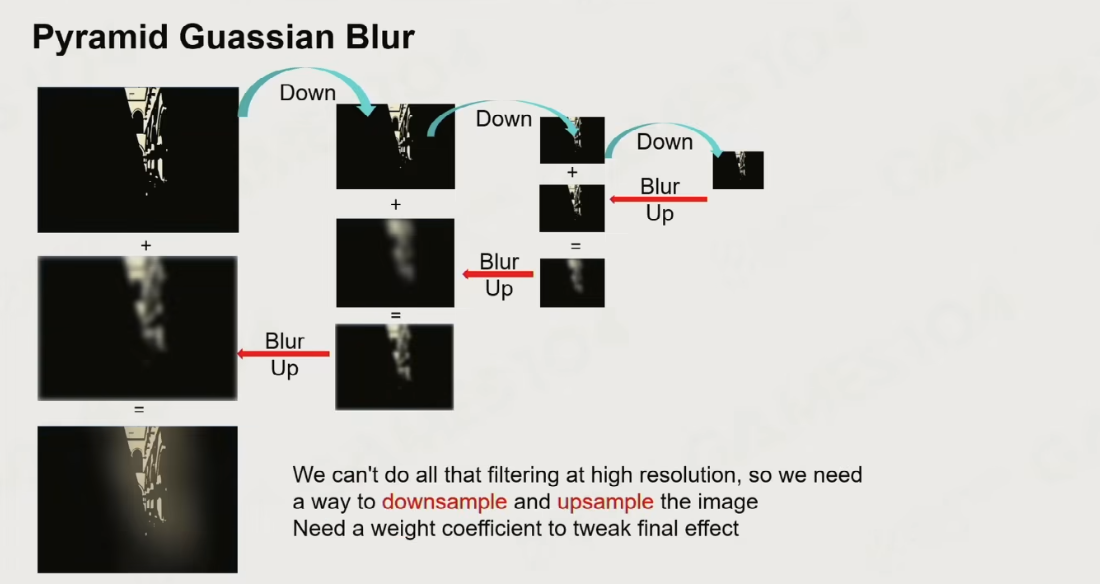 Pyramid Guassian Blur
Down
Down
Down
+
+
+
Blur
Up
=
Blur
Up
=
Blur
Up
=
We can't do all that filtering at high resolution, so we need
a way to downsample and upsample the image
Need a weight coefficient to tweak final effect